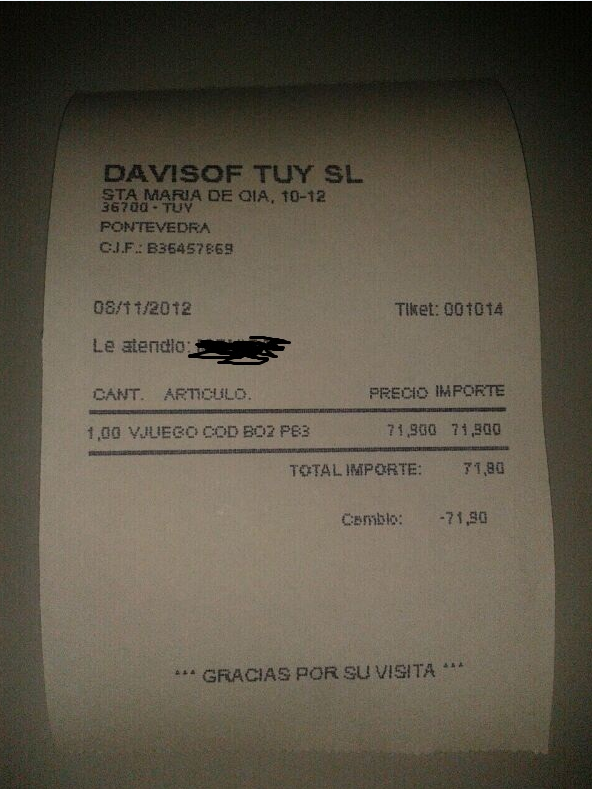 DAVISOF TUY SL
STA MARIA DE OIA, 10-12
36700 - TUY
PONTEVEDRA
C.I.F.: B36457869
08/11/2012 Tiket: 001014
Le atendio:
CANT. ARTICULO. PRECIO IMPORTE
1,00 VJUEGO COD BO2 PS3 71,900 71,900
TOTAL IMPORTE: 71,90
Cambio: -71,90
*** GRACIAS POR SU VISITA ***